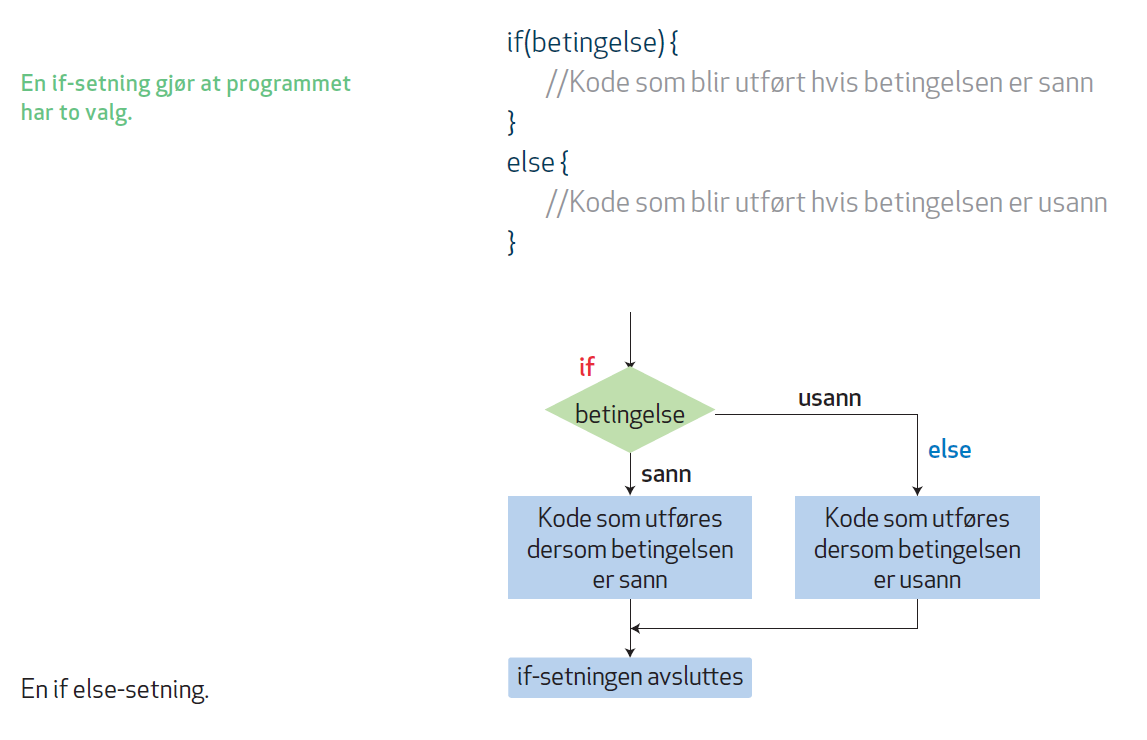 En if-setning gjør at programmet
har to valg.
if(betingelse) {
//Kode som blir utført hvis betingelsen er sann
}
else {
//Kode som blir utført hvis betingelsen er usann
}
if
betingelse
usann
else
sann
Kode som utføres
dersom betingelsen
er sann
Kode som utføres
dersom betingelsen
er usann
if-setningen avsluttes
En if else-setning.